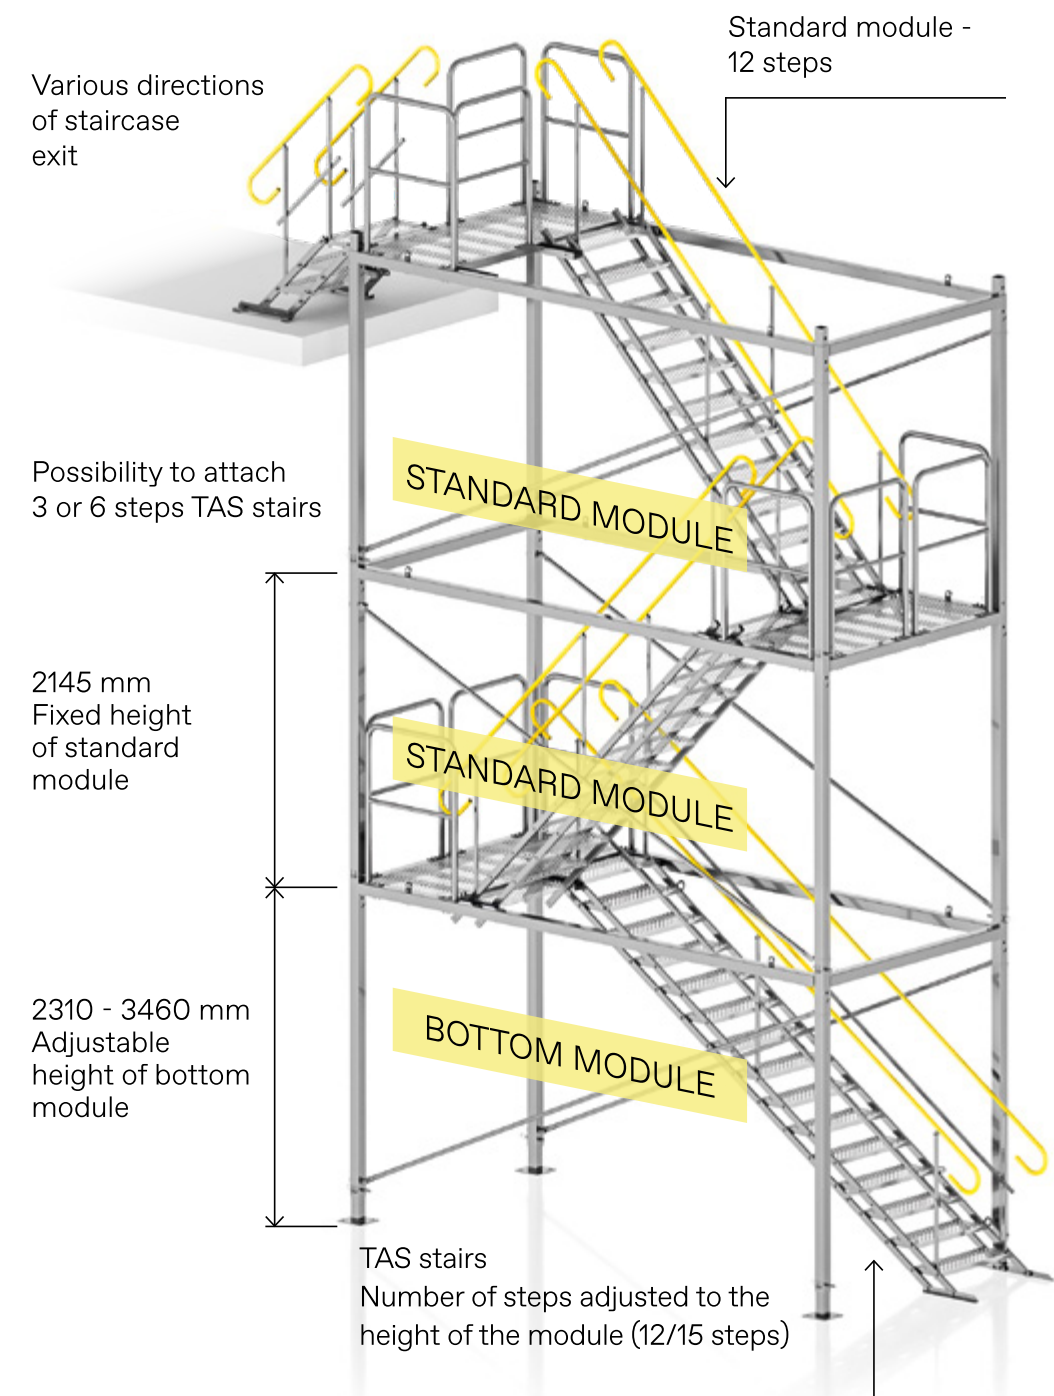 Standard module -
12 steps
Various directions
of staircase
exit
Possibility to attach
3 or 6 steps TAS stairs
STANDARD MODULE
2145 mm
Fixed height
of standard
module
STANDARD MODULE
2310 - 3460 mm
Adjustable
height of bottom
module
BOTTOM MODULE
TAS stairs
Number of steps adjusted to the
height of the module (12/15 steps)